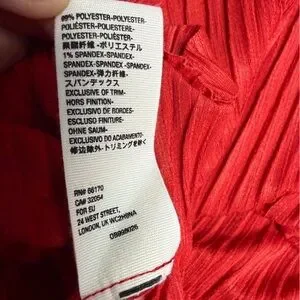 99% POLYESTER-POLYESTER-
POLIÉSTER-POLIESTERE-
POLIESTER-POLIÉSTER-
聚酯纤维-ポリエステル
1% SPANDEX-SPANDEX-
SPANDEX-SPANDEX-SPANDEX-
SPANDEX-弹力纤维-
スパンデックス
EXCLUSIVE OF TRIM-
HORS FINITION-
EXCLUSIVO DE BORDES-
ESCLUSO FINITURE-
OHNE SAUM-
EXCLUSIVO DO ACABAMENTO-
修边除外-トリミングを除く
RN# 66170
CA# 32054
FOR EU
24 WEST STREET,
LONDON, UK WC2H9NA